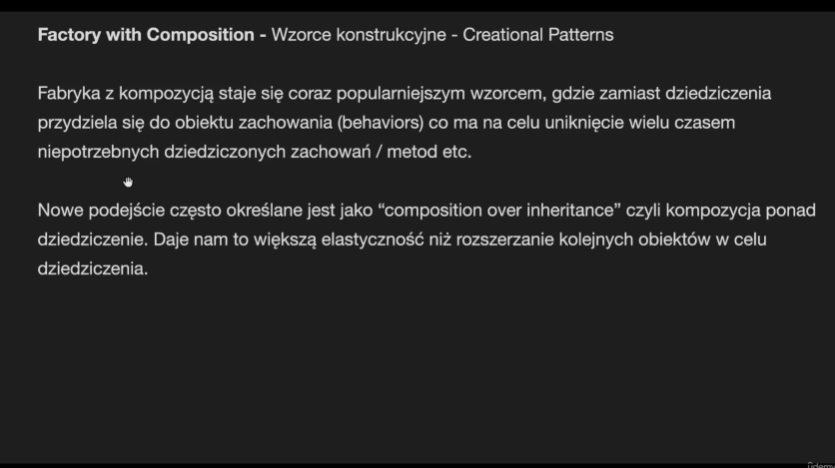 Factory with Composition - Wzorce konstrukcyjne - Creational Patterns
Fabryka z kompozycją staje się coraz popularniejszym wzorcem, gdzie zamiast dziedziczenia
przydziela się do obiektu zachowania (behaviors) co ma na celu uniknięcie wielu czasem
niepotrzebnych dziedziczonych zachowań / metod etc.
Nowe podejście często określane jest jako “composition over inheritance” czyli kompozycja ponad
dziedziczenie. Daje nam to większą elastyczność niż rozszerzanie kolejnych obiektów w celu
dziedziczenia.